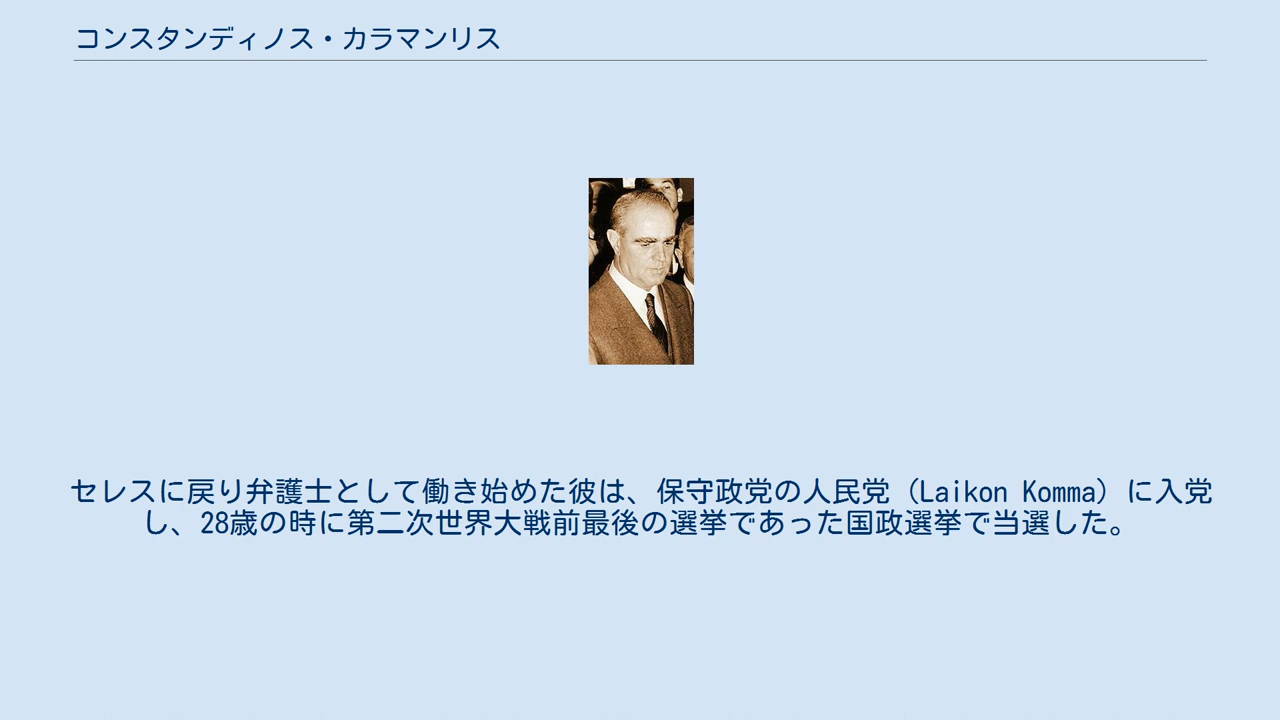 コンスタンディノス・カラマンリス
セレスに戻り弁護士として働き始めた彼は、保守政党の人民党（Laikon Komma）に入党
し、28歳の時に第二次世界大戦前最後の選挙であった国政選挙で当選した。